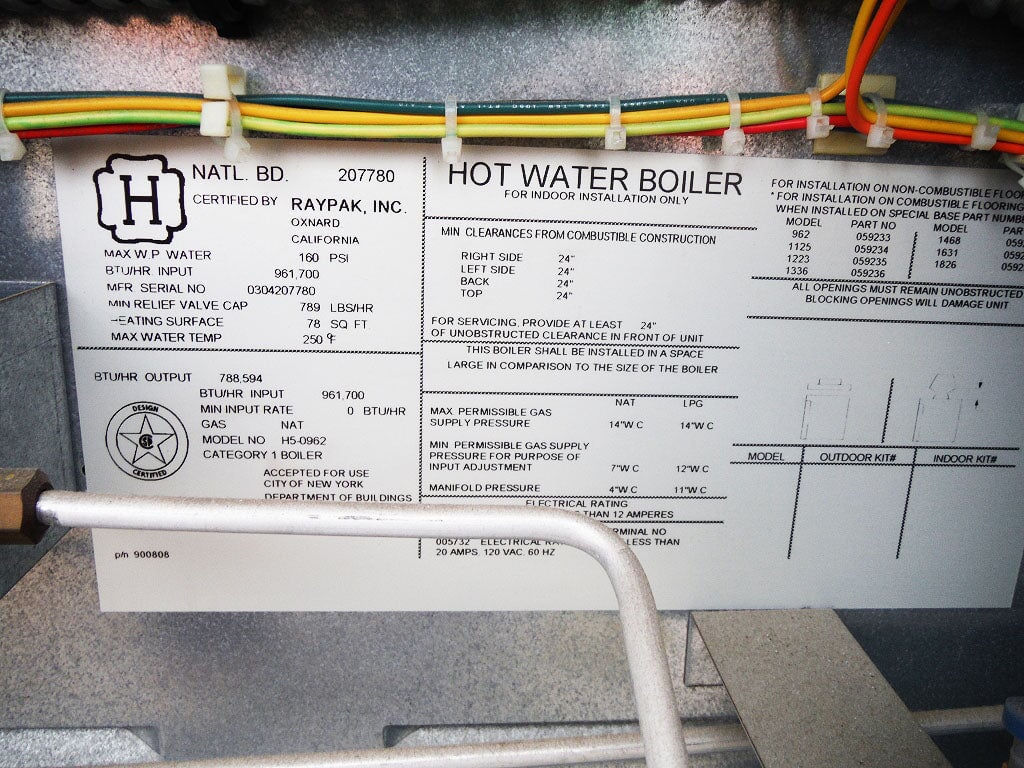 H
NATL. BD. 207780
CERTIFIED BY RAYPAK, INC.
OXNARD
CALIFORNIA
MAX W.P WATER 160 PSI
BTU/HR INPUT 961,700
MFR. SERIAL NO 0304207780
MIN RELIEF VALVE CAP 789 LBS/HR
HEATING SURFACE 78 SQ FT
MAX WATER TEMP 250 °F
BTU/HR OUTPUT 788,594
BTU/HR INPUT 961,700
MIN INPUT RATE 0 BTU/HR
GAS NAT
MODEL NO H5-0962
CATEGORY 1 BOILER
DESIGN
CERTIFIED
ACCEPTED FOR USE
CITY OF NEW YORK
DEPARTMENT OF BUILDINGS
p/n 900808
HOT WATER BOILER
FOR INDOOR INSTALLATION ONLY
MIN CLEARANCES FROM COMBUSTIBLE CONSTRUCTION
RIGHT SIDE 24"
LEFT SIDE 24"
BACK 24"
TOP 24"
FOR SERVICING, PROVIDE AT LEAST 24"
OF UNOBSTRUCTED CLEARANCE IN FRONT OF UNIT
THIS BOILER SHALL BE INSTALLED IN A SPACE
LARGE IN COMPARISON TO THE SIZE OF THE BOILER
NAT LPG
MAX. PERMISSIBLE GAS
SUPPLY PRESSURE 14"W C 14"W C
MIN. PERMISSIBLE GAS SUPPLY
PRESSURE FOR PURPOSE OF
INPUT ADJUSTMENT 7"W C 12"W C
MANIFOLD PRESSURE 4"W C 11"W C
ELECTRICAL RATING
THAN 12 AMPERES
NO
005732 ELECTRICAL LESS THAN
20 AMPS. 120 VAC. 60 HZ
FOR INSTALLATION ON NON-COMBUSTIBLE
* FOR INSTALLATION ON COMBUSTIBLE FLOORING
WHEN INSTALLED ON SPECIAL BASE PART
MODEL PART NO MODEL
962 059233 1468
1125 059234 1631
1223 059235 1826
1336 059236
ALL OPENINGS MUST REMAIN UNOBSTRUCTED
BLOCKING OPENINGS WILL DAMAGE UNIT
MODEL OUTDOOR KIT# INDOOR KIT#